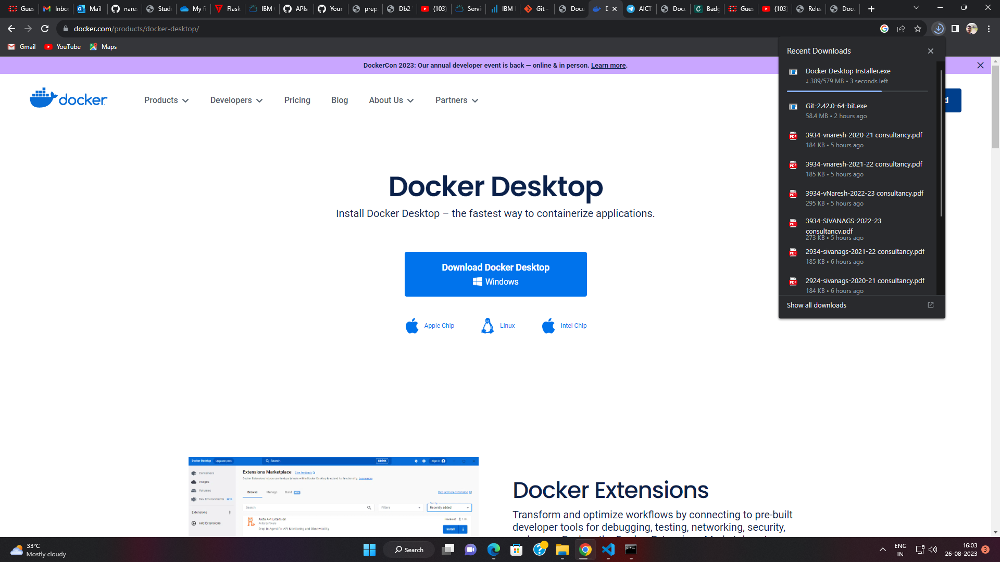 Gues
Inbo
Mail
nares
Stude
My fi
Flask
IBM
APIs
Your
prep.
Db2
(103)
Servi
IBM
Git -
Docu
D
AICT
Docu
Badg
Gues
(103)
Relea
Docu
docker.com/products/docker-desktop/
Gmail
YouTube
Maps
DockerCon 2023: Our annual developer event is back — online & in person. Learn more.
docker
Products
Developers
Pricing
Blog
About Us
Partners
d
Recent Downloads
Docker Desktop Installer.exe
↓ 389/579 MB • 3 seconds left
Git-2.42.0-64-bit.exe
58.4 MB • 2 hours ago
3934-vnaresh-2020-21 consultancy.pdf
184 KB • 5 hours ago
3934-vnaresh-2021-22 consultancy.pdf
185 KB • 5 hours ago
3934-vNaresh-2022-23 consultancy.pdf
295 KB • 5 hours ago
3934-SIVANAGS-2022-23
consultancy.pdf
273 KB • 5 hours ago
2934-sivanags-2021-22 consultancy.pdf
185 KB • 6 hours ago
2924-sivanags-2020-21 consultancy.pdf
184 KB • 6 hours ago
Show all downloads
Docker Desktop
Install Docker Desktop – the fastest way to containerize applications.
Download Docker Desktop
Windows
Apple Chip
Linux
Intel Chip
Docker Desktop
Upgrade plan
Search
Ctrl+K
Sign in
Containers
Images
Volumes
Dev Environments BETA
Extensions
Add Extensions
Extensions Marketplace
Give feedback
Docker Extensions let you use third-party tools within Docker Desktop to extend its functionality. Learn more
Browse
Manage
Build NEW
Request an extension
Search
Filters
Sort by
Recently added
Akita API Extension
Akita Software
Drop in Agent for API Monitoring and Observability
Reviewed
Install
Docker Extensions
Transform and optimize workflows by connecting to pre-built
developer tools for debugging, testing, networking, security,
33°C
Mostly cloudy
Search
ENG
IN
16:03
26-08-2023
3